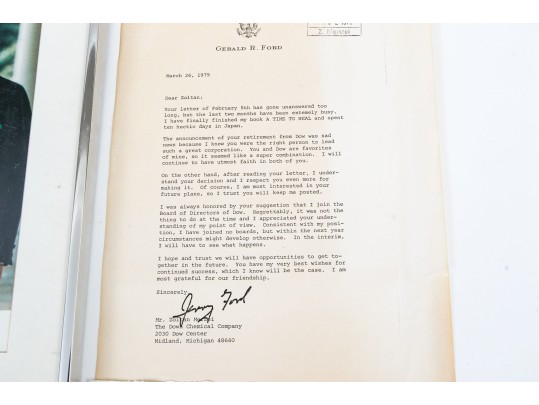 Z. Merszei
GERALD R. FORD
March 26, 1979
Dear Zoltan:
Your letter of February 8th has gone unanswered too
long, but the last two months have been extremely busy.
I have finally finished my book A TIME TO HEAL and spent
ten hectic days in Japan.
The announcement of your retirement from Dow was sad
news because I knew you were the right person to lead
such a great corporation. You and Dow are favorites
of mine, so it seemed like a super combination. I will
continue to have utmost faith in both of you.
On the other hand, after reading your letter, I under-
stand your decision and I respect you even more for
making it. Of course, I am most interested in your
future plans, so I trust you will keep me posted.
I was always honored by your suggestion that I join the
Board of Directors of Dow. Regrettably, it was not the
thing to do at the time and I appreciated your under-
standing of my point of view. Consistent with my posi-
tion, I have joined no boards, but within the next year
circumstances might develop otherwise. In the interim,
I will have to see what happens.
I hope and trust we will have opportunities to get to-
gether in the future. You have my very best wishes for
continued success, which I know will be the case. I am
most grateful for our friendship.
Sincerely,
Jerry Ford
Mr. Zoltan Merszei
The Dow Chemical Company
2030 Dow Center
Midland, Michigan 48640